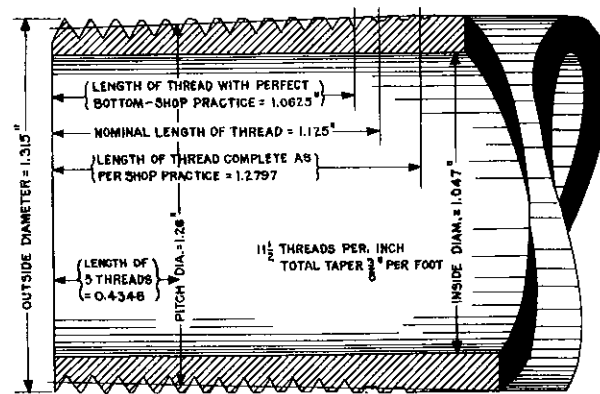 LENGTH OF THREAD WITH PERFECT
BOTTOM-SHOP PRACTICE = 1.0625"
NOMINAL LENGTH OF THREAD = 1.125"
LENGTH OF THREAD COMPLETE AS
PER SHOP PRACTICE = 1.2797
OUTSIDE DIAMETER = 1.315"
LENGTH OF
5 THREADS
= 0.4348
PITCH DIA. = 1.26"
11½ THREADS PER. INCH
TOTAL TAPER " PER FOOT
INSIDE DIAM. = 1.047"